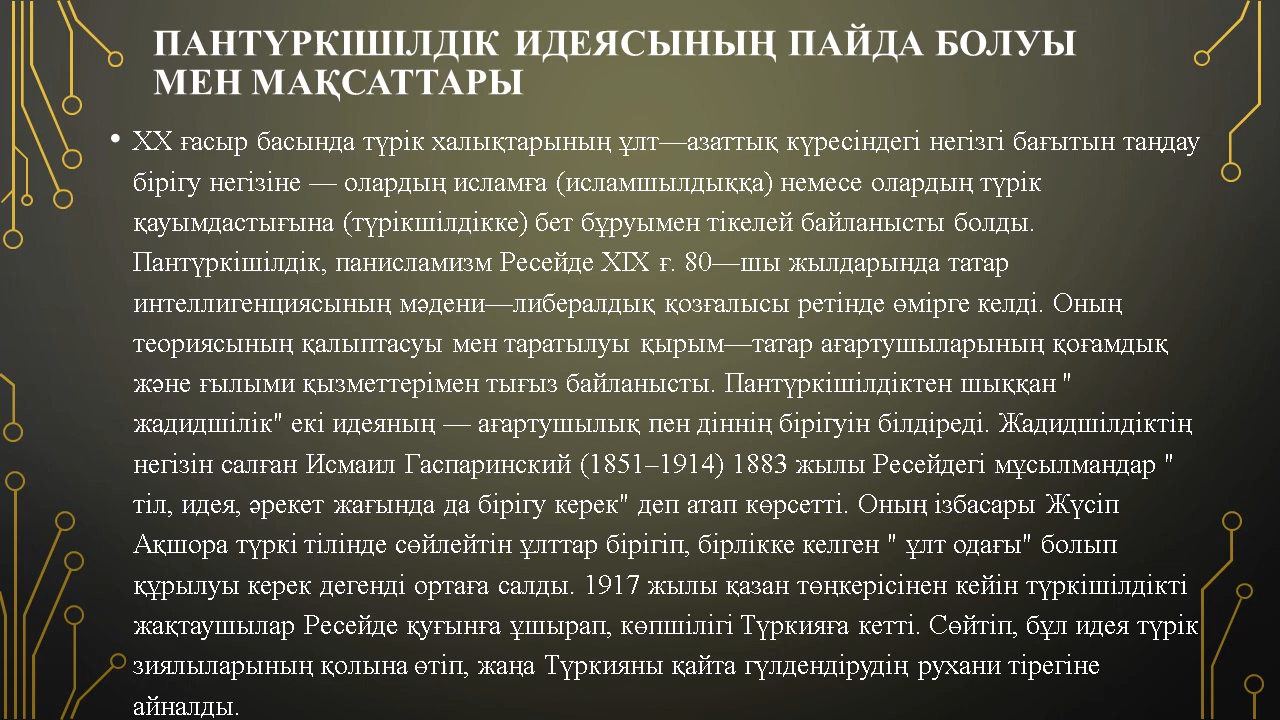 ПАНТҮРКІШІЛДІК ИДЕЯСЫНЫҢ ПАЙДА БОЛУЫ
МЕН МАҚСАТТАРЫ
• XX ғасыр басында түрік халықтарының ұлт—азаттық күресіндегі негізгі бағытын таңдау
бірігу негізіне — олардың исламға (исламшылдыққа) немесе олардың түрік
қауымдастығына (түрікшілдікке) бет бұруымен тікелей байланысты болды.
Пантүркішілдік, панисламизм Ресейде XIX ғ. 80—шы жылдарында татар
интеллигенциясының мәдени—либералдық қозғалысы ретінде өмірге келді. Оның
теориясының қалыптасуы мен таратылуы қырым—татар ағартушыларының қоғамдық
және ғылыми қызметтерімен тығыз байланысты. Пантүркішілдіктен шыққан "
жадидшілік" екі идеяның — ағартушылық пен діннің бірігуін білдіреді. Жадидшілдіктің
негізін салған Исмаил Гаспаринский (1851–1914) 1883 жылы Ресейдегі мұсылмандар "
тіл, идея, әрекет жағында да бірігу керек" деп атап көрсетті. Оның ізбасары Жүсіп
Ақшора түркі тілінде сөйлейтін ұлттар бірігіп, бірлікке келген " ұлт одағы" болып
құрылуы керек дегенді ортаға салды. 1917 жылы қазан төңкерісінен кейін түркішілдікті
жақтаушылар Ресейде қуғынға ұшырап, көпшілігі Түркияға кетті. Сөйтіп, бұл идея түрік
зиялыларының қолына өтіп, жаңа Түркияны қайта гүлдендірудің рухани тірегіне
айналды.